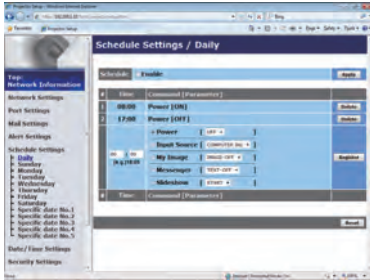 Schedule Settings / Daily
Top:
Network Information
Network Settings
Port Settings
Mail Settings
Alert Settings
Schedule Settings
Daily
Sunday
Monday
Tuesday
Wednesday
Thursday
Friday
Saturday
Specific date No.1
Specific date No.2
Specific date No.3
Specific date No.4
Specific date No.5
Date/Time Settings
Security Settings
Schedule Enable Apply
# Time Command [Parameter]
1 08:00 Power [ON] Delete
2 17:00 Power [OFF] Delete
Power [ OFF ]
Input Source [ COMPUTER IN1 ]
My Image [ IMAGE-OFF ]
Messenger [ TEXT-OFF ]
Slideshow [ START ]
Register
# Time Command [Parameter]
Reset